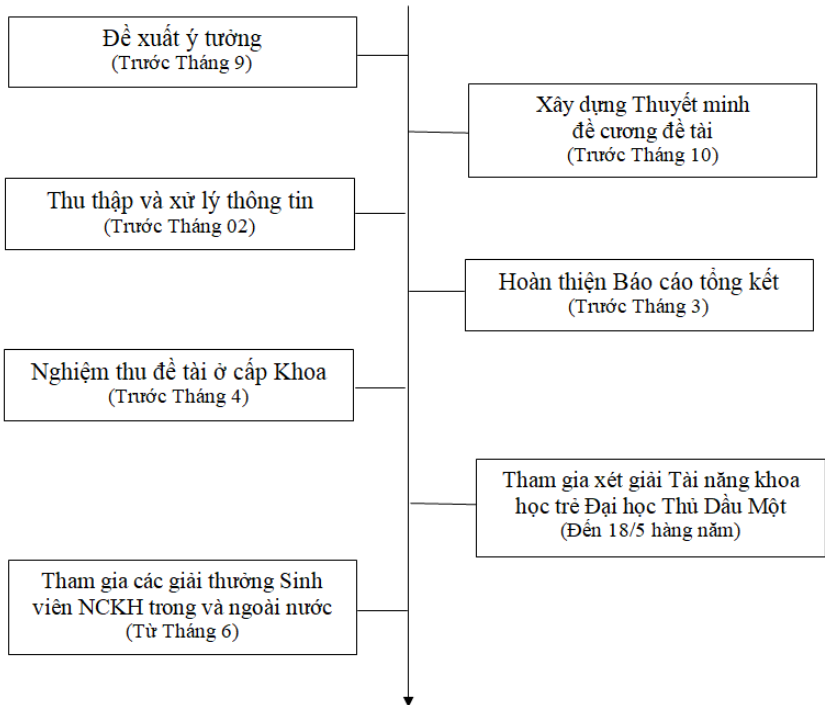 Đề xuất ý tưởng
(Trước Tháng 9)
Xây dựng Thuyết minh
đề cương đề tài
(Trước Tháng 10)
Thu thập và xử lý thông tin
(Trước Tháng 02)
Hoàn thiện Báo cáo tổng kết
(Trước Tháng 3)
Nghiệm thu đề tài ở cấp Khoa
(Trước Tháng 4)
Tham gia xét giải Tài năng khoa
học trẻ Đại học Thủ Dầu Một
(Đến 18/5 hàng năm)
Tham gia các giải thưởng Sinh
viên NCKH trong và ngoài nước
(Từ Tháng 6)